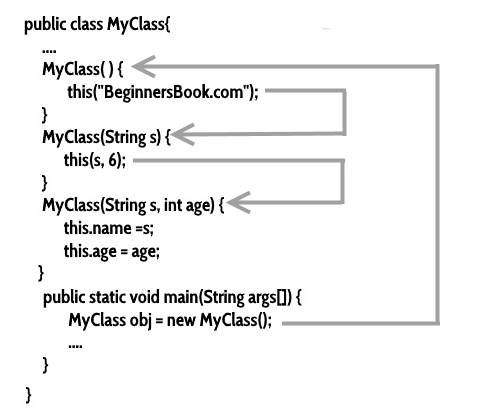 public class MyClass{
....
MyClass( ) {
this("BeginnersBook.com");
}
MyClass(String s) {
this(s, 6);
}
MyClass(String s, int age) {
this.name =s;
this.age = age;
}
public static void main(String args[]) {
MyClass obj = new MyClass();
....
}
}